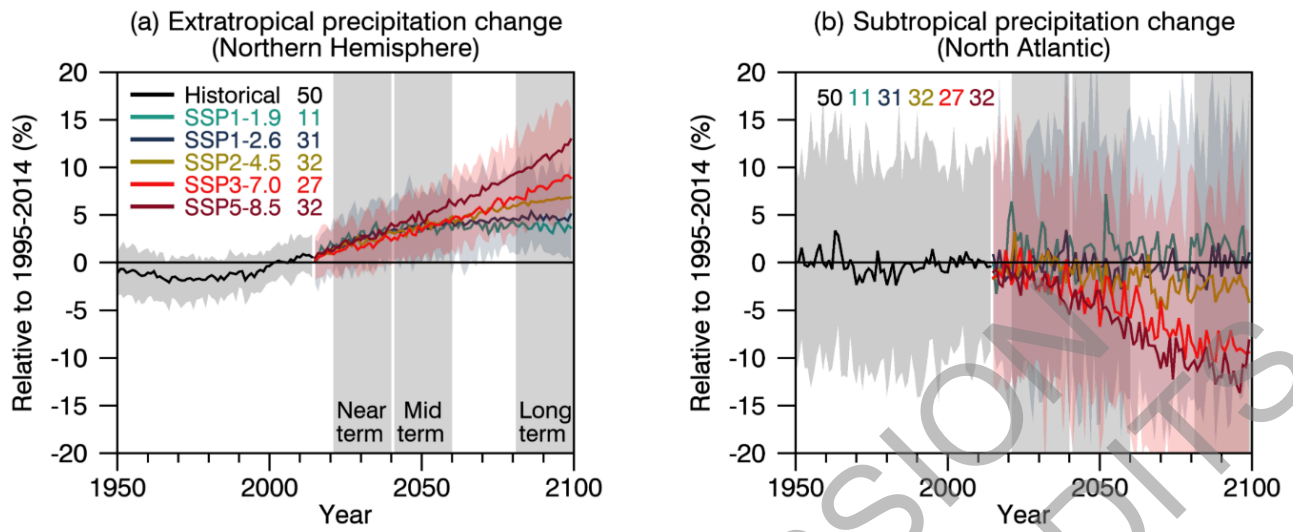 (a) Extratropical precipitation change
(Northern Hemisphere)
Relative to 1995-2014 (%)
20
15
10
5
0
-5
-10
-15
-20
Historical 50
SSP1-1.9 11
SSP1-2.6 31
SSP2-4.5 32
SSP3-7.0 27
SSP5-8.5 32
Near term
Mid term
Long term
1950 2000 2050 2100
Year
(b) Subtropical precipitation change
(North Atlantic)
Relative to 1995-2014 (%)
20
15
10
5
0
-5
-10
-15
-20
50 11 31 32 27 32
1950 2000 2050 2100
Year